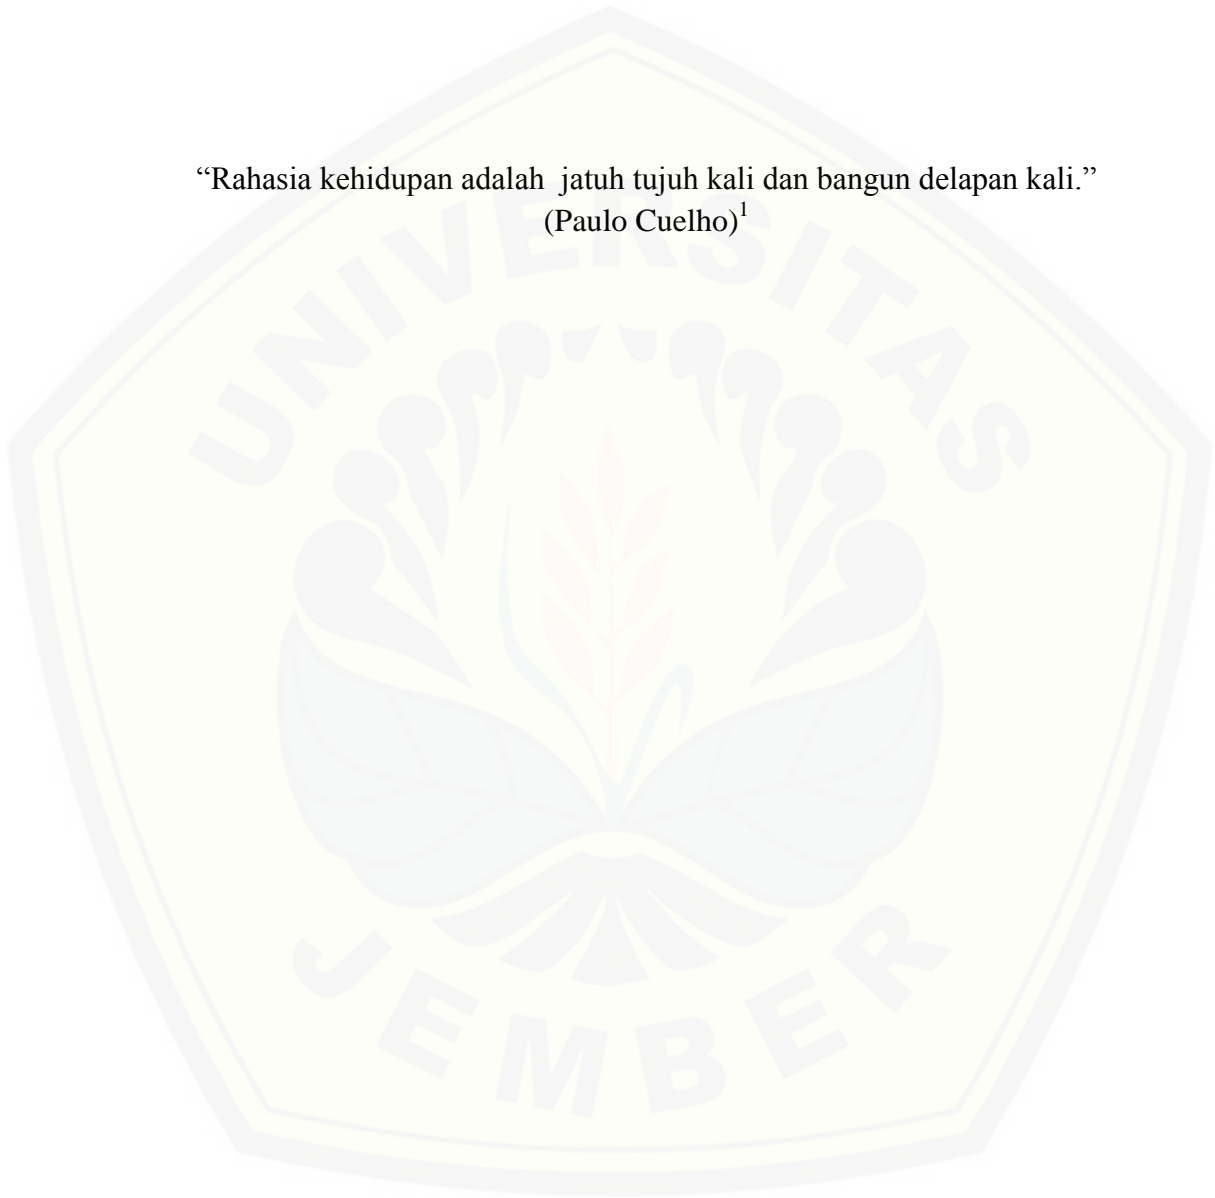 “Rahasia kehidupan adalah  jatuh tujuh kali dan bangun delapan kali.”
(Paulo Cuelho)1
UNIVERSITAS
JEMBER